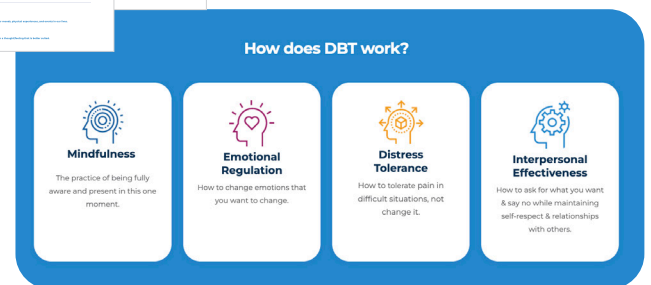 How does DBT work?
Mindfulness
The practice of being fully
aware and present in this one
moment.
Emotional
Regulation
How to change emotions that
you want to change.
Distress
Tolerance
How to tolerate pain in
difficult situations, not
change it.
Interpersonal
Effectiveness
How to ask for what you want
& say no while maintaining
self-respect & relationships
with others.